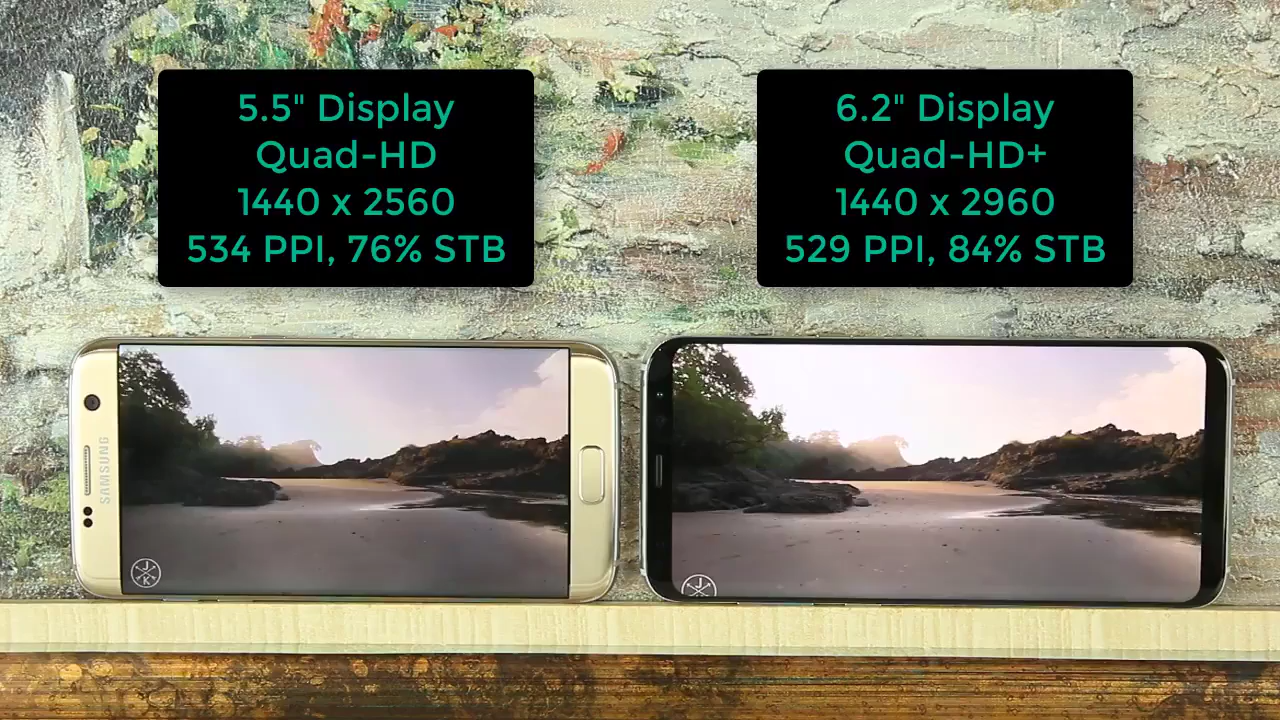 5.5" Display
Quad-HD
1440 x 2560
534 PPI, 76% STB
6.2" Display
Quad-HD+
1440 x 2960
529 PPI, 84% STB
SAMSUNG
J
K
J